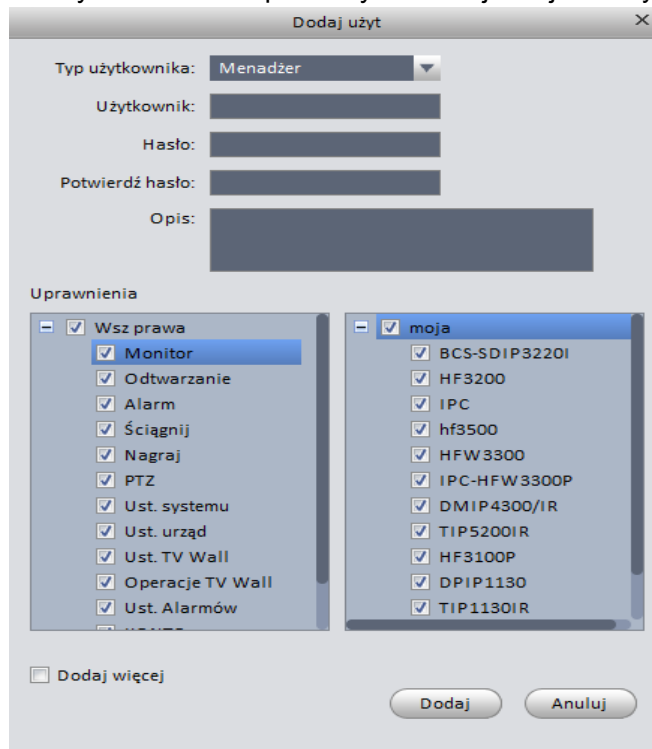 Dodaj użyt
Typ użytkownika: Menadżer
Użytkownik:
Hasło:
Potwierdź hasło:
Opis:
Uprawnienia
Wsz prawa
Monitor
Odtwarzanie
Alarm
Ściągnij
Nagraj
PTZ
Ust. systemu
Ust. urząd
Ust. TV Wall
Operacje TV Wall
Ust. Alarmów
moja
BCS-SDIP3220I
HF3200
IPC
hf3500
HFW3300
IPC-HFW3300P
DMIP4300/IR
TIP5200IR
HF3100P
DPIP1130
TIP1130IR
Dodaj więcej
Dodaj
Anuluj